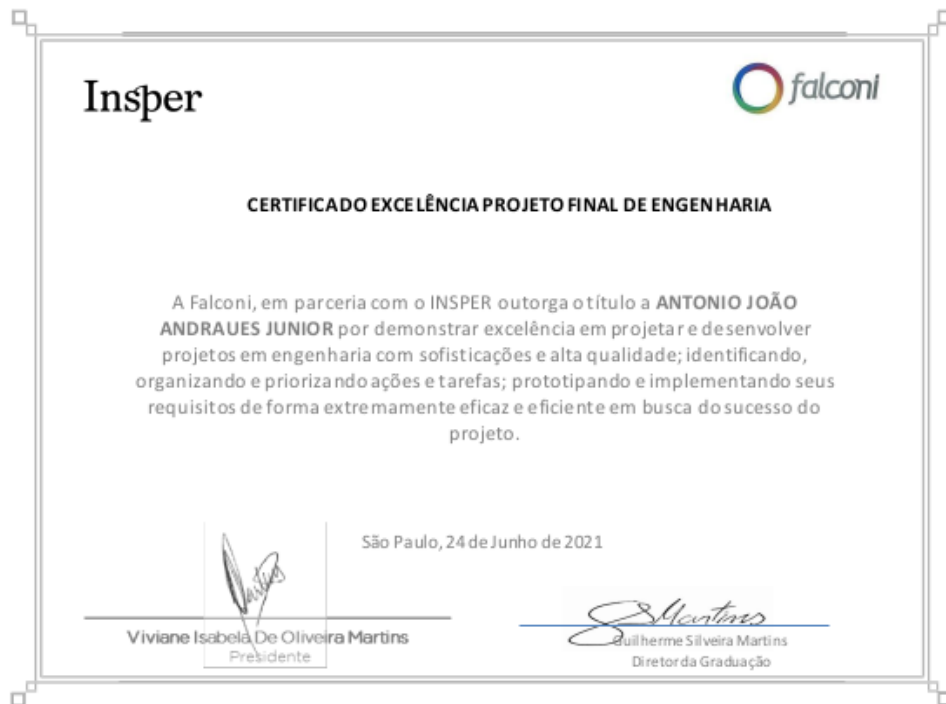 Insper
falconi
CERTIFICADO EXCELÊNCIA PROJETO FINAL DE ENGENHARIA
A Falconi, em parceria com o INSPER outorga o título a ANTONIO JOÃO
ANDRAUES JUNIOR por demonstrar excelência em projetar e desenvolver
projetos em engenharia com sofisticações e alta qualidade; identificando,
organizando e priorizando ações e tarefas; prototipando e implementando seus
requisitos de forma extremamente eficaz e eficiente em busca do sucesso do
projeto.
São Paulo, 24 de Junho de 2021
Martins
SMartins
Viviane Isabela De Oliveira Martins
Presidente
Guilherme Silveira Martins
Diretor da Graduação